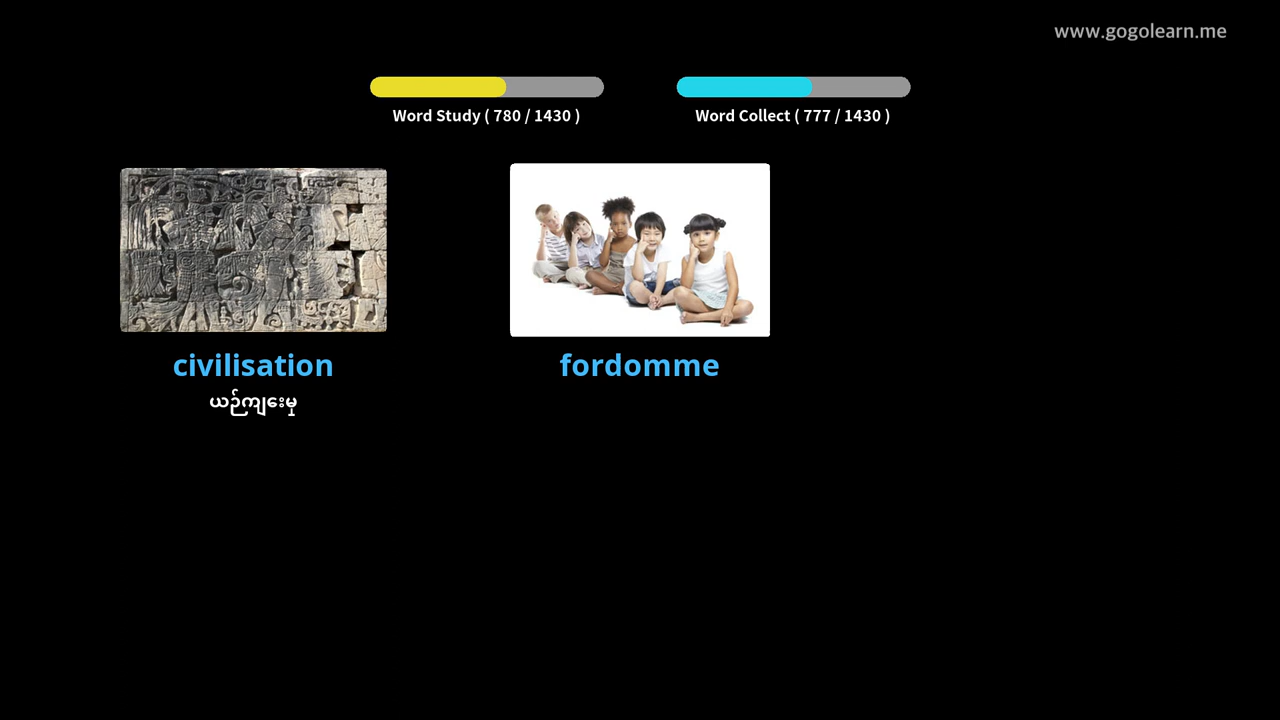 www.gogolearn.me
Word Study ( 780 / 1430 )
Word Collect ( 777 / 1430 )
civilisation
ယဉ်ကျေးမှု
fordomme